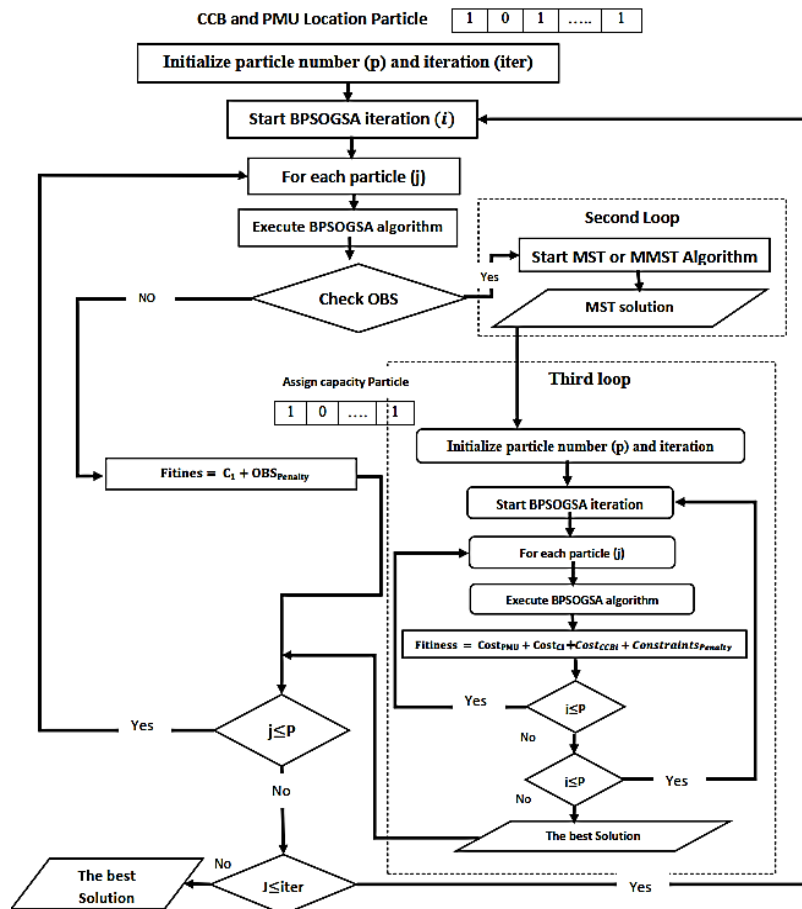 CCB and PMU Location Particle
1 0 1 ..... 1
Initialize particle number (p) and iteration (iter)
Start BPSOGSA iteration (i)
For each particle (j)
Execute BPSOGSA algorithm
Check OBS
NO
Yes
Second Loop
Start MST or MMST Algorithm
MST solution
Third loop
Assign capacity Particle
1 0 .... 1
Initialize particle number (p) and iteration
Fitines = C1 + OBSPenalty
Start BPSOGSA iteration
For each particle (j)
Execute BPSOGSA algorithm
Fitiness = CostPMU + CostCI +CostCCBI + ConstraintsPenalty
i≤P
Yes
No
i≤P
Yes
No
The best Solution
j≤P
Yes
No
J≤iter
No
Yes
The best
Solution